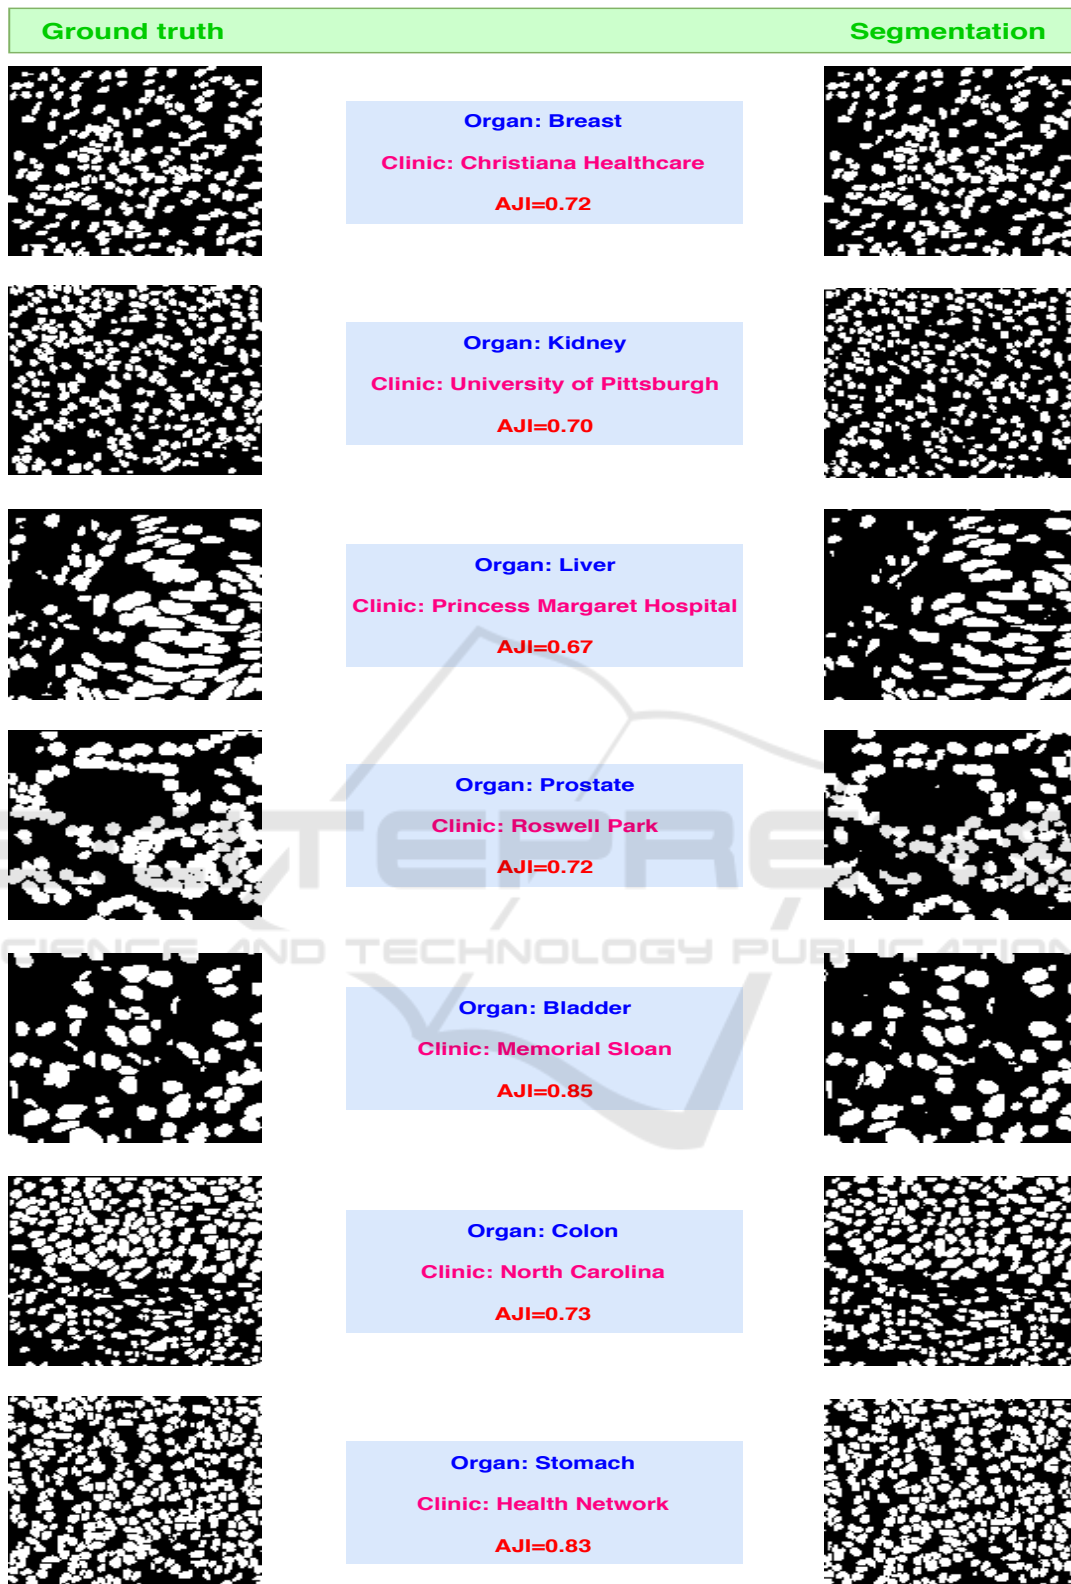 Ground truth
Segmentation
Organ: Breast
Clinic: Christiana Healthcare
AJI=0.72
Organ: Kidney
Clinic: University of Pittsburgh
AJI=0.70
Organ: Liver
Clinic: Princess Margaret Hospital
AJI=0.67
Organ: Prostate
Clinic: Roswell Park
AJI=0.72
AND TECHNOLOGY
Organ: Bladder
Clinic: Memorial Sloan
AJI=0.85
Organ: Colon
Clinic: North Carolina
AJI=0.73
Organ: Stomach
Clinic: Health Network
AJI=0.83